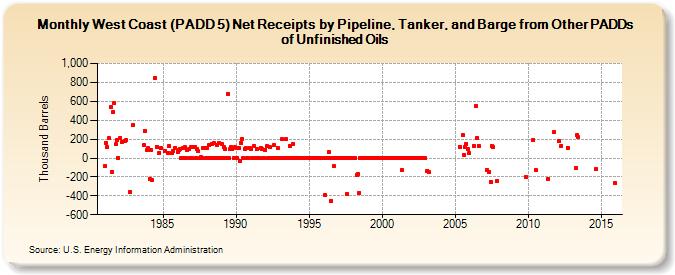 Monthly West Coast (PADD 5) Net Receipts by Pipeline, Tanker, and Barge from Other PADDs
of Unfinished Oils
Thousand Barrels
1,000
800
600
400
200
0
-200
-400
-600
1985 1990 1995 2000 2005 2010 2015
Source: U.S. Energy Information Administration